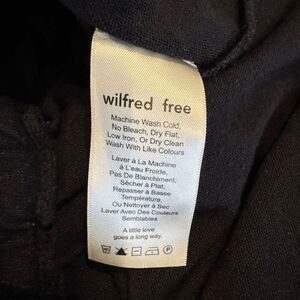 wilfred free
Machine Wash Cold,
No Bleach, Dry Flat,
Low Iron, Or Dry Clean
Wash With Like Colours
Laver à La Machine
à L'eau Froide,
Pas De Blanchiment,
Sécher à Plat,
Repasser à Basse
Température,
Ou Nettoyer à Sec
Laver Avec Des Couleurs
Semblables
A little love
goes a long way.